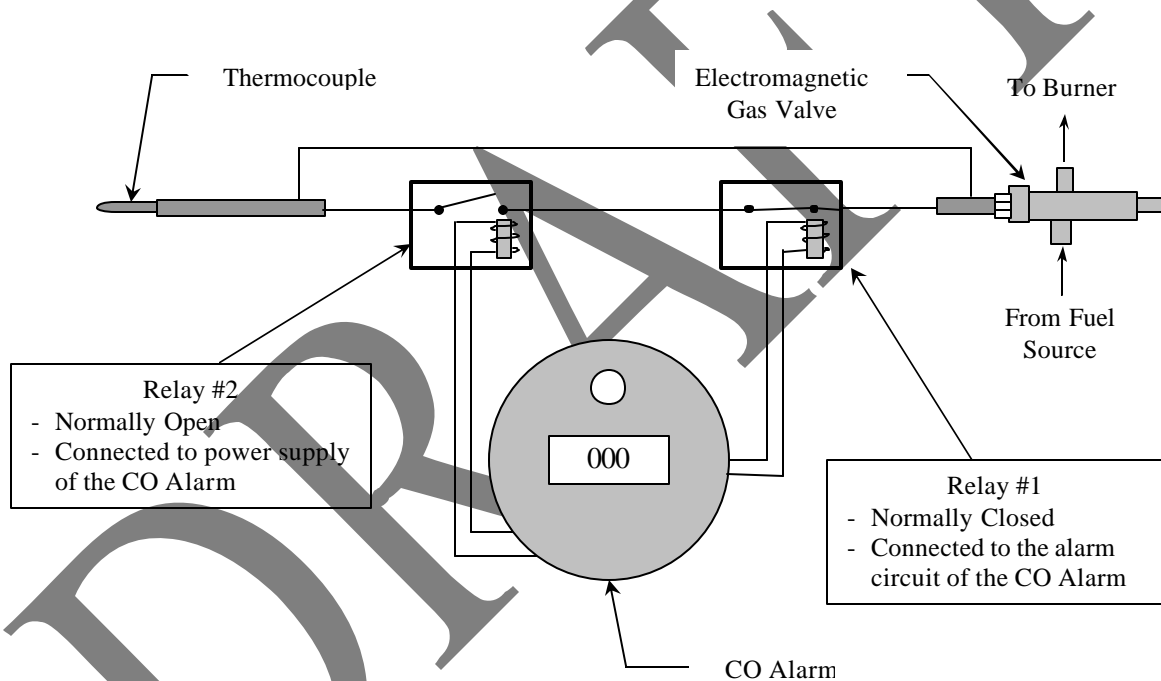 Thermocouple
Electromagnetic
Gas Valve
To Burner
From Fuel
Source
Relay #2
- Normally Open
- Connected to power supply
of the CO Alarm
000
Relay #1
- Normally Closed
- Connected to the alarm
circuit of the CO Alarm
CO Alarm
DRAFT